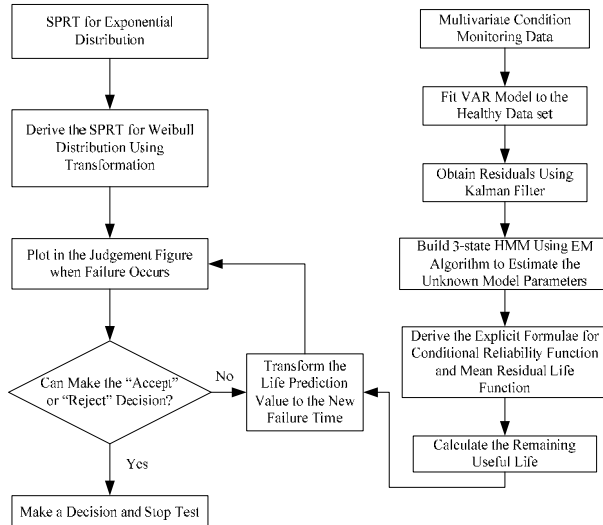 SPRT for Exponential
Distribution
Derive the SPRT for Weibull
Distribution Using
Transformation
Plot in the Judgement Figure
when Failure Occurs
Can Make the “Accept”
or “Reject” Decision?
No
Yes
Make a Decision and Stop Test
Transform the
Life Prediction
Value to the New
Failure Time
Multivariate Condition
Monitoring Data
Fit VAR Model to the
Healthy Data set
Obtain Residuals Using
Kalman Filter
Build 3-state HMM Using EM
Algorithm to Estimate the
Unknown Model Parameters
Derive the Explicit Formulae for
Conditional Reliability Function
and Mean Residual Life
Function
Calculate the Remaining
Useful Life